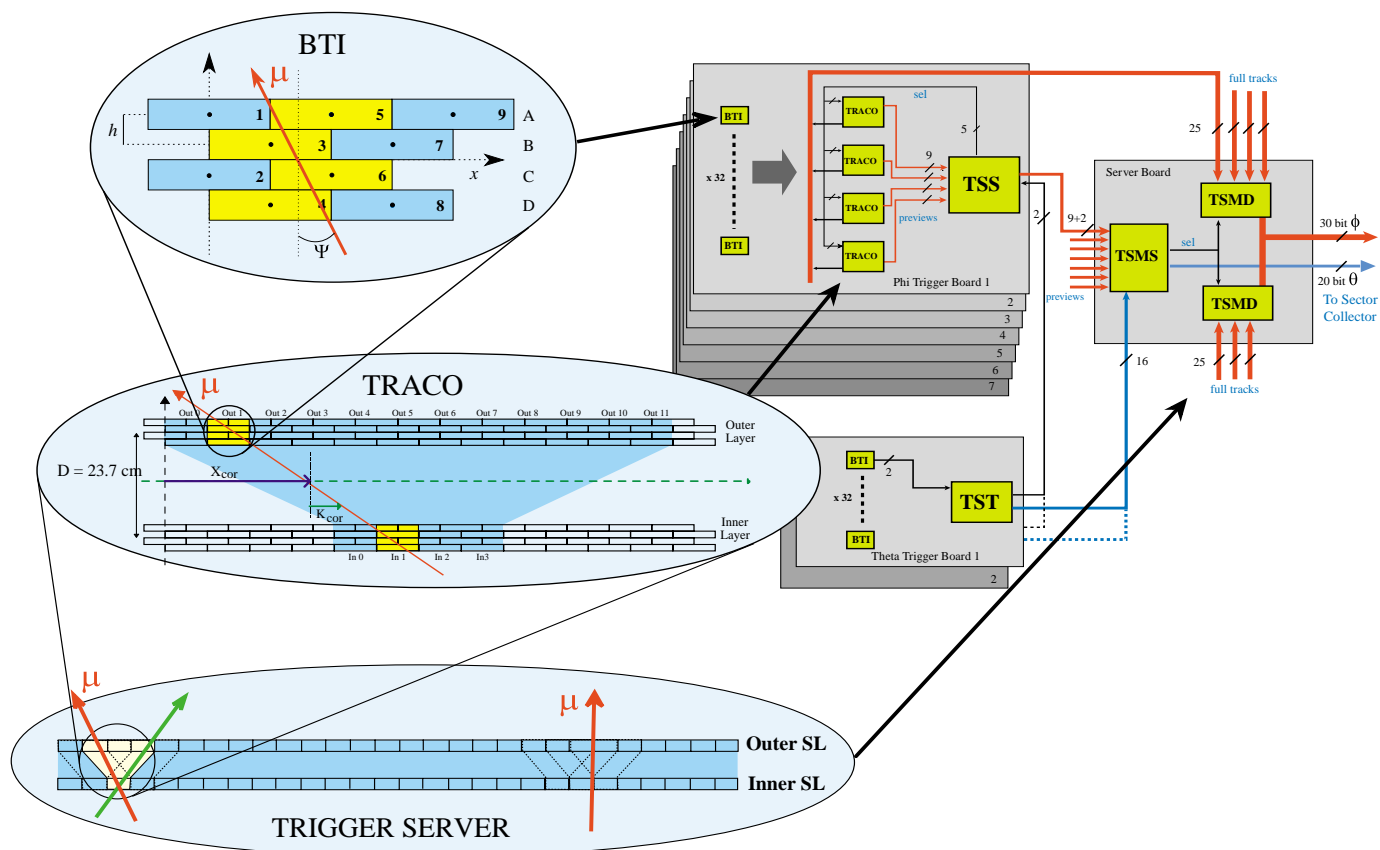 BTI
μ
1 5 9 A
h
3 7 B
x
2 6 C
4 8 D
Ψ
TRACO
μ
Out 0 Out 1 Out 2 Out 3 Out 4 Out 5 Out 6 Out 7 Out 8 Out 9 Out 10 Out 11
Outer
Layer
D = 23.7 cm
Xcor
Kcor
Inner
Layer
In 0 In 1 In 2 In3
μ
μ
Outer SL
Inner SL
TRIGGER SERVER
BTI
x 32
BTI
sel
TRACO
TRACO
TRACO
TRACO
5
9
TSS
previews
2
Phi Trigger Board 1
2
3
4
5
6
7
BTI
2
x 32
BTI
TST
Theta Trigger Board 1
2
full tracks
25
Server Board
TSMD
9+2
TSMS
sel
previews
TSMD
30 bit ϕ
20 bit θ
To Sector
Collector
16
25
full tracks